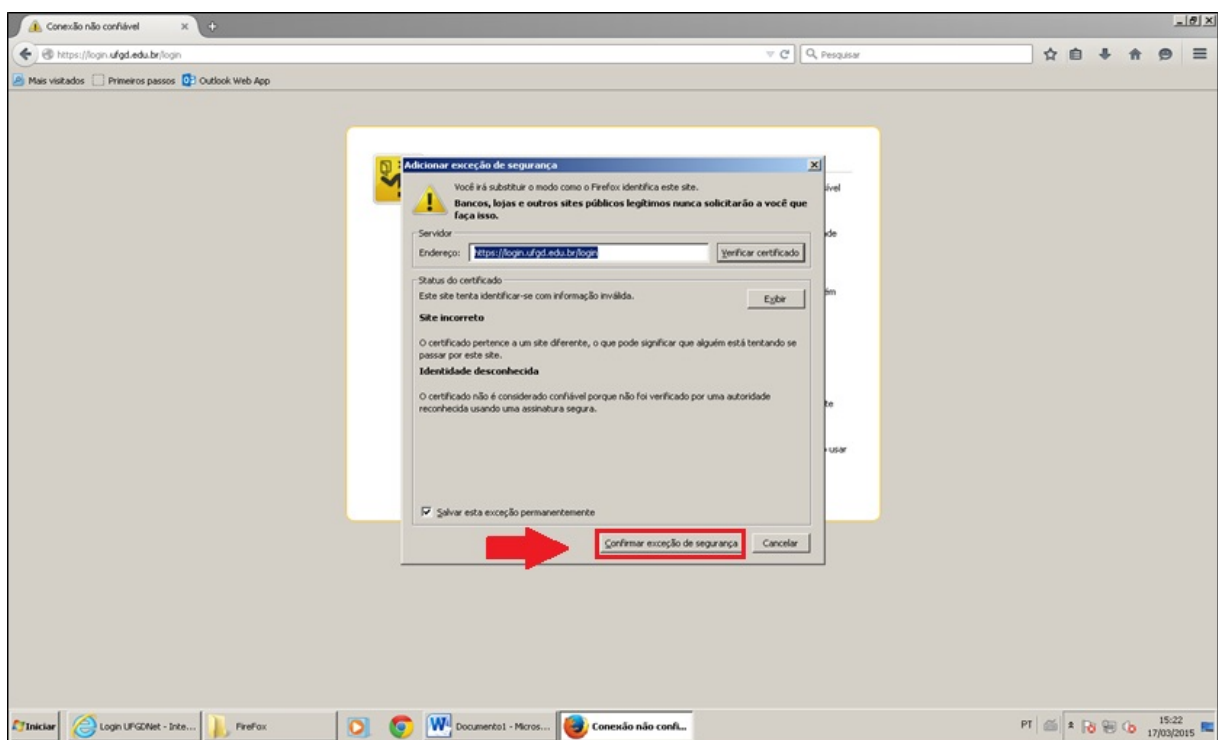 Conexão não confiável
https://login.ufgd.edu.br/login
Pesquisar
Mais visitados
Primeiros passos
Outlook Web App
Adicionar exceção de segurança
Você irá substituir o modo como o Firefox identifica este site.
Bancos, lojas e outros sites públicos legítimos nunca solicitarão a você que
faça isso.
Servidor
Endereço:
https://login.ufgd.edu.br/login
Verificar certificado
Status do certificado
Este site tenta identificar-se com informação inválida.
Exibir
Site incorreto
O certificado pertence a um site diferente, o que pode significar que alguém está tentando se
passar por este site.
Identidade desconhecida
O certificado não é considerado confiável porque não foi verificado por uma autoridade
reconhecida usando uma assinatura segura.
Salvar esta exceção permanentemente
Confirmar exceção de segurança
Cancelar
usar
Iniciar
Login UFGDNet - Inte...
FireFox
Documento1 - Micros...
Conexão não confi...
PT
15:22
17/03/2015